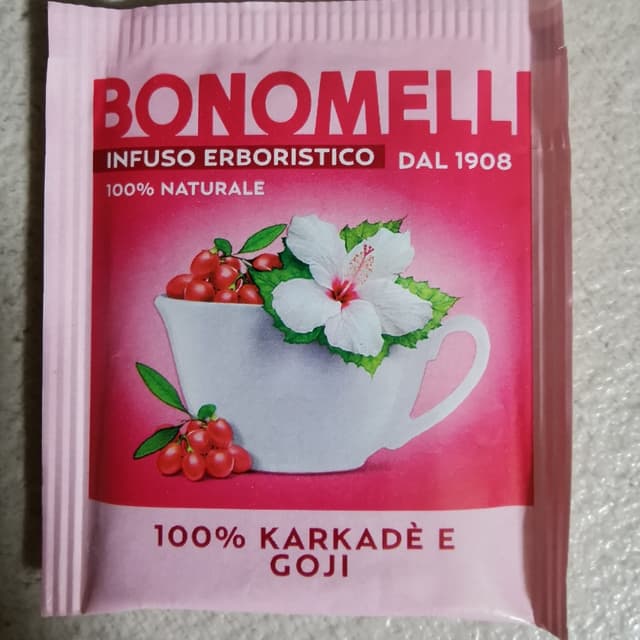 BONOMELLI
INFUSO ERBORISTICO DAL 1908
100% NATURALE
100% KARKADÈ E
GOJI